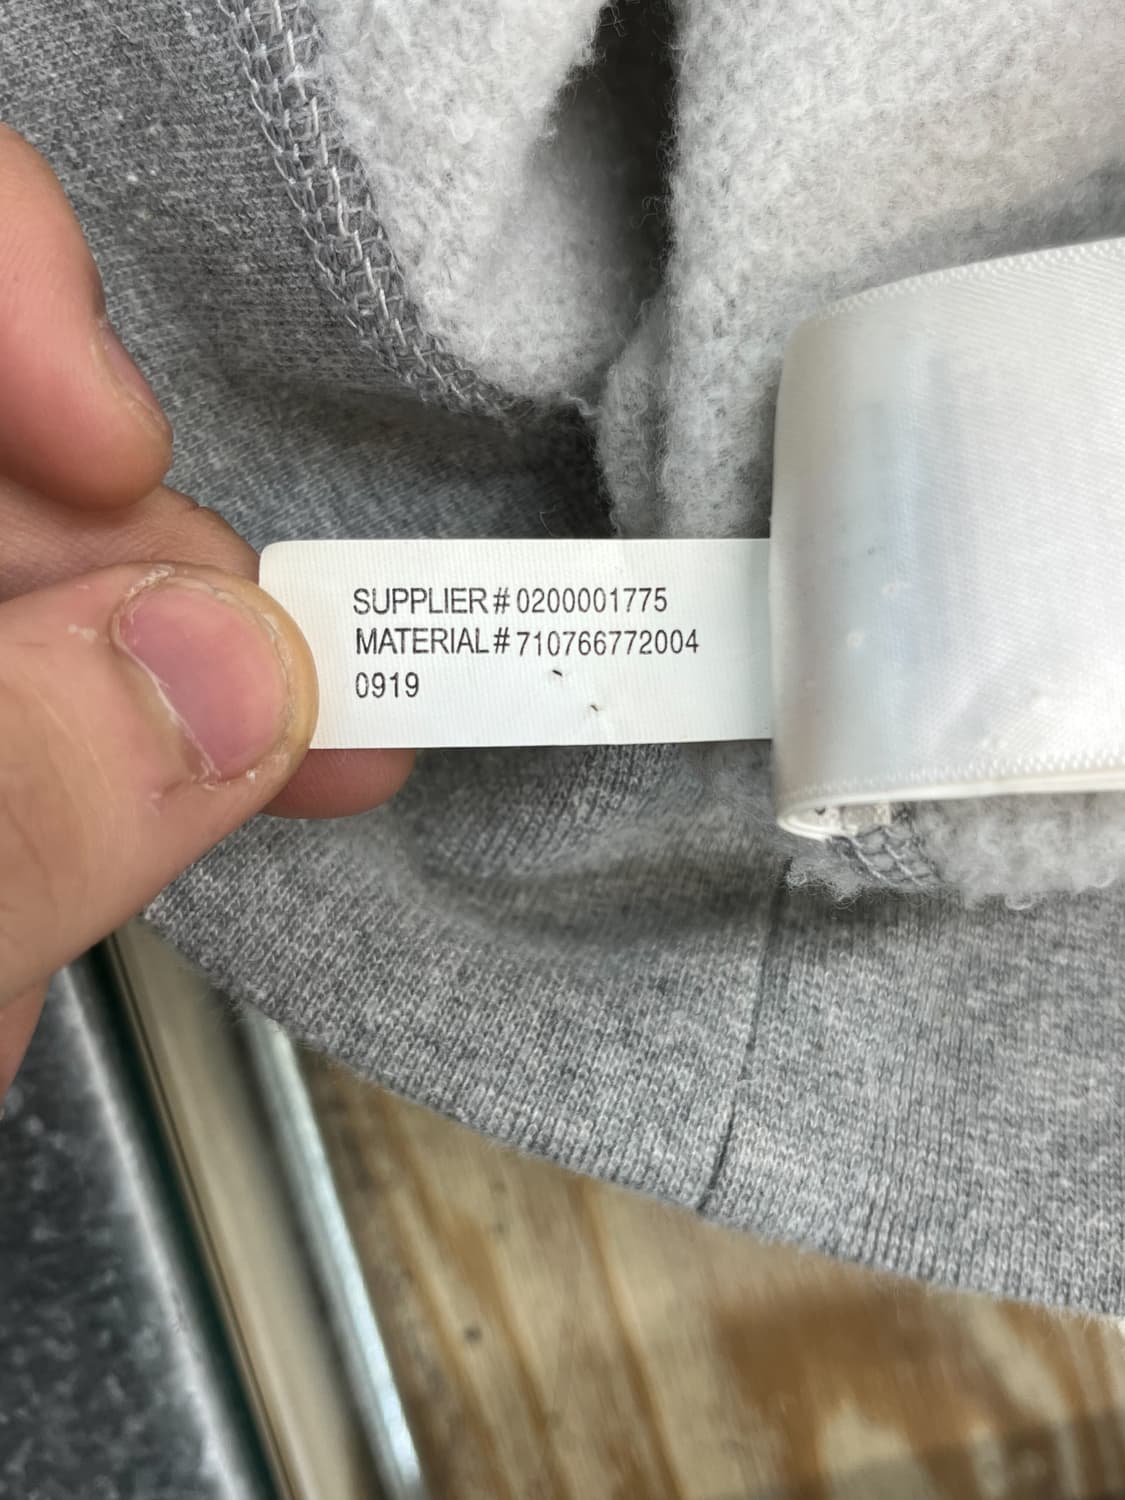 SUPPLIER # 0200001775
MATERIAL # 710766772004
0919